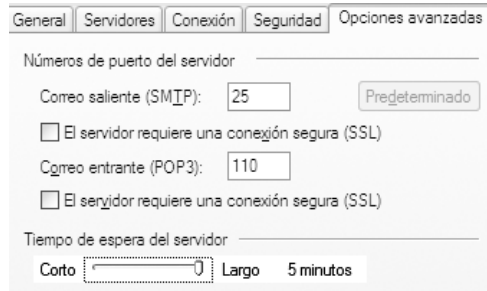 General Servidores Conexión Seguridad Opciones avanzadas
Números de puerto del servidor
Correo saliente (SMTP): 25 Predeterminado
El servidor requiere una conexión segura (SSL)
Correo entrante (POP3): 110
El servidor requiere una conexión segura (SSL)
Tiempo de espera del servidor
Corto Largo 5 minutos